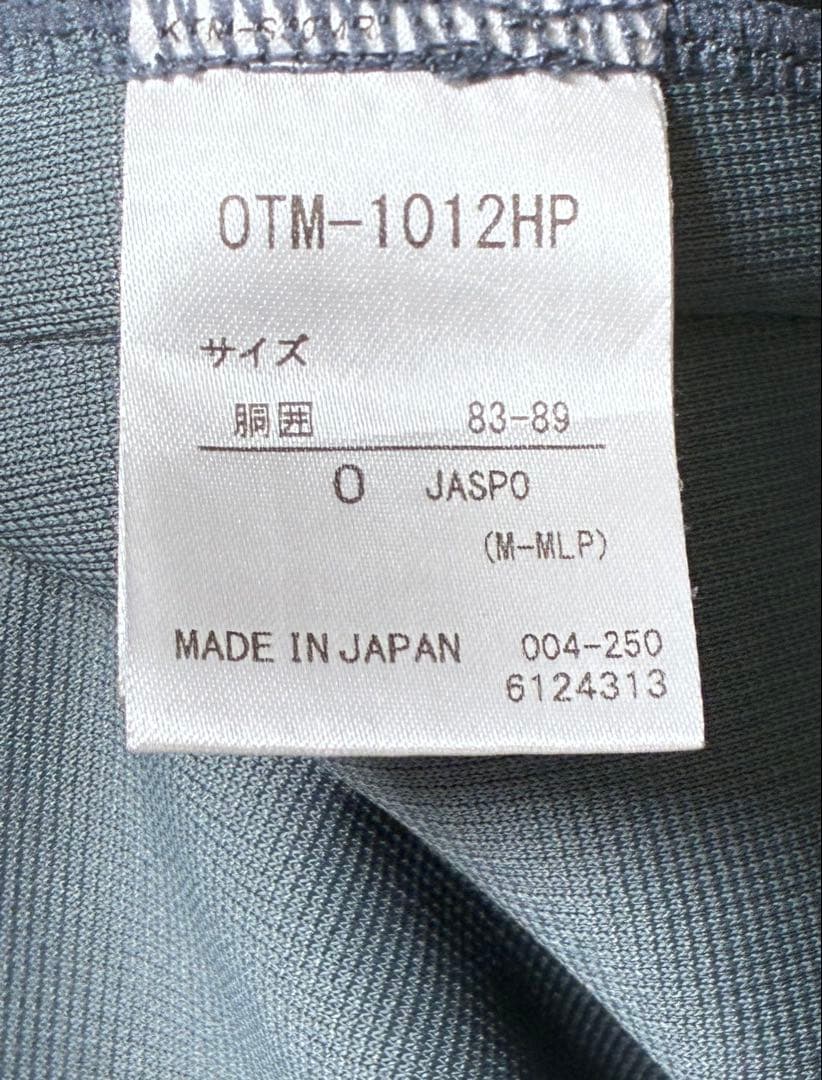 OTM-1012HP
サイズ
胴囲 83-89
O JASPO
(M-MLP)
MADE IN JAPAN 004-250
6124313